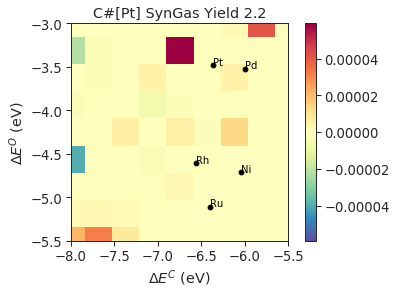 C#[Pt] SynGas Yield 2.2
−3.0
−3.5
−4.0
−4.5
−5.0
−5.5
ΔE^O (eV)
Pt
Pd
Rh
Ni
Ru
−8.0 −7.5 −7.0 −6.5 −6.0 −5.5
ΔE^C (eV)
0.00004
0.00002
0.00000
−0.00002
−0.00004